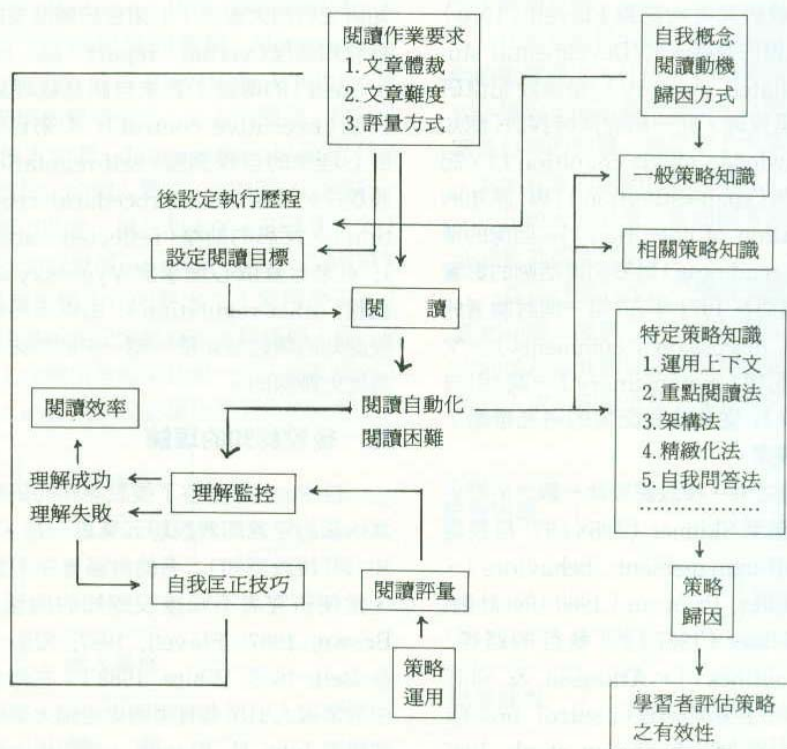 閱讀作業要求
1. 文章體裁
2. 文章難度
3. 評量方式
自我概念
閱讀動機
歸因方式
一般策略知識
後設定執行歷程
相關策略知識
設定閱讀目標
閱 讀
特定策略知識
1. 運用上下文
2. 重點閱讀法
3. 架構法
4. 精緻化法
5. 自我問答法
…………
閱讀自動化
閱讀困難
閱讀效率
理解成功
理解失敗
理解監控
自我匡正技巧
閱讀評量
策略
運用
策略
歸因
學習者評估策略
之有效性